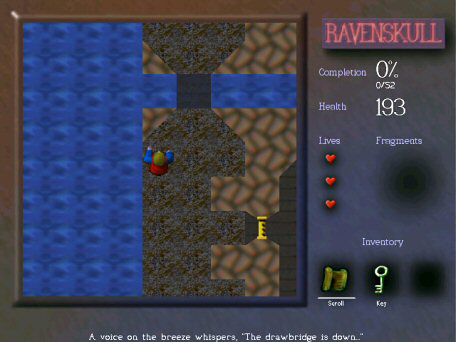 RAVENSKULL
Completion 0%
0/52
Health 193
Lives Fragments
Inventory
Scroll Key
A voice on the breeze whispers, "The drawbridge is down..."